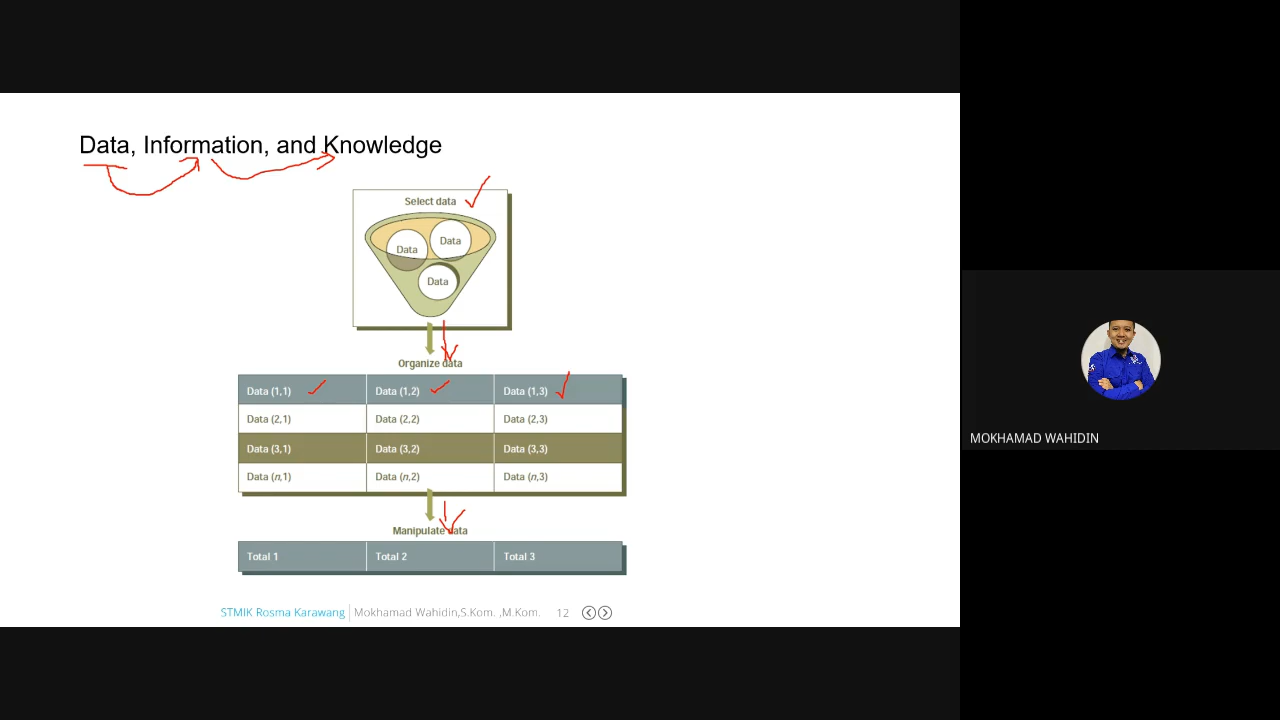 Data, Information, and Knowledge
Select data
Data
Data
Data
Organize data
Data (1,1) Data (1,2) Data (1,3)
Data (2,1) Data (2,2) Data (2,3)
Data (3,1) Data (3,2) Data (3,3)
Data (n,1) Data (n,2) Data (n,3)
Manipulate data
Total 1 Total 2 Total 3
STMIK Rosma Karawang Mokhamad Wahidin,S.Kom. ,M.Kom. 12
MOKHAMAD WAHIDIN